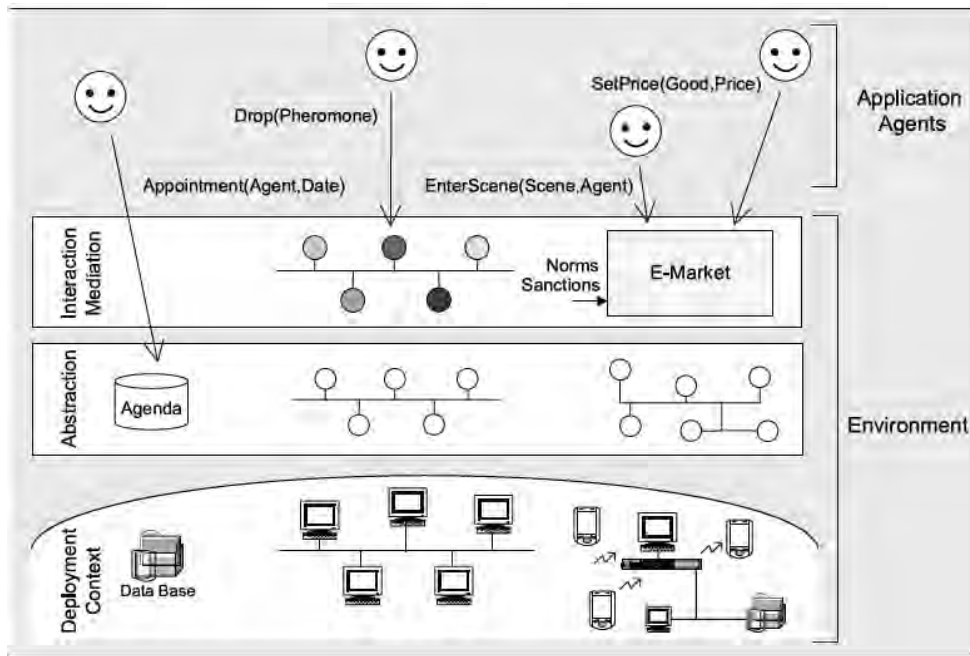 SetPrice(Good,Price)
Drop(Pheromone)
Application
Agents
Appointment(Agent,Date)
EnterScene(Scene,Agent)
Interaction
Mediation
Norms
Sanctions
E-Market
Abstraction
Agenda
Environment
Deployment
Context
Data Base